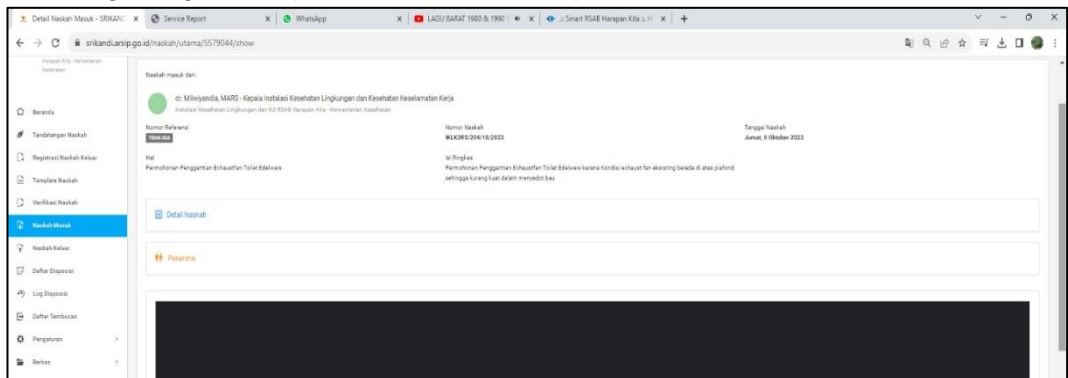 Detail Naskah Masuk - SRIKANDI
Service Report
WhatsApp
LAGU BARAT 1980 & 1990
.: Smart RSAB Harapan Kita ::. H
srikandi.arsip.go.id/naskah/utama/5579044/show
Harapan Kita - Kementerian
Kesehatan
Naskah masuk dari:
dr. Milwiyandia, MARS - Kepala Instalasi Kesehatan Lingkungan dan Kesehatan Keselamatan Kerja
Instalasi Kesehatan Lingkungan dan K3 RSAB Harapan Kita - Kementerian Kesehatan
Beranda
Tandatangan Naskah
Registrasi Naskah Keluar
Template Naskah
Verifikasi Naskah
Naskah Masuk
Naskah Keluar
Daftar Disposisi
Log Disposisi
Daftar Tembusan
Pengaturan
Berkas
Nomor Referensi
TIDAK ADA
Nomor Naskah
IKLK3RS/204/10/2023
Tanggal Naskah
Jumat, 6 Oktober 2023
Hal
Permohonan Penggantian Exhaustfan Toilet Edelweis
Isi Ringkas
Permohonan Penggantian Exhaustfan Toilet Edelweis karena Kondisi exhaust fan eksisting berada di atas plafond
sehingga kurang kuat dalam menyedot bau
Detail Naskah
Penerima